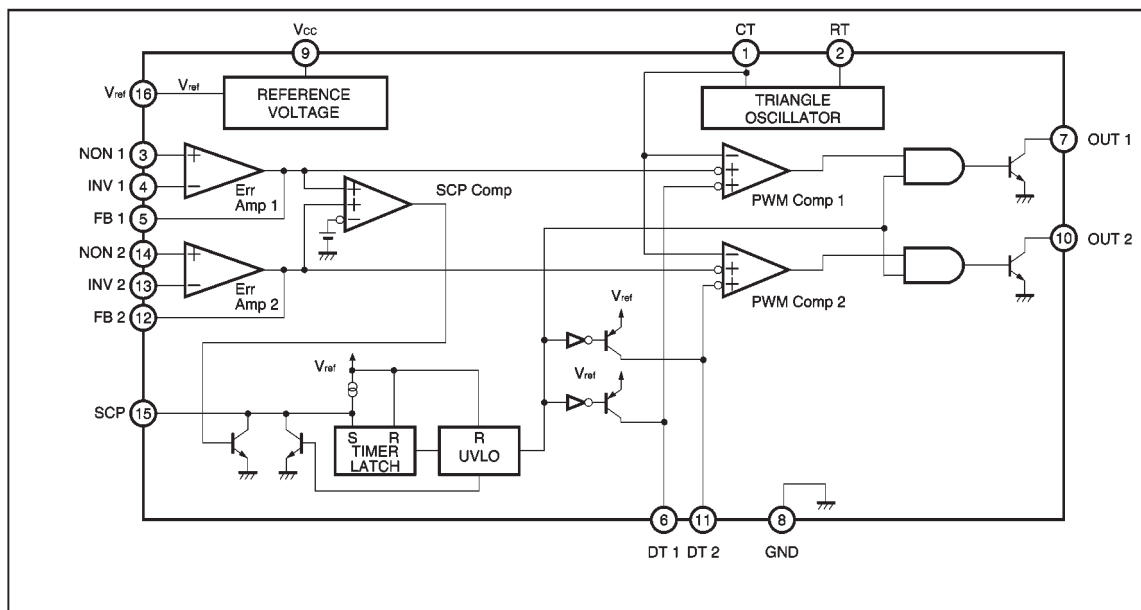 Vcc
9
CT
1
RT
2
Vref 16 Vref
REFERENCE
VOLTAGE
TRIANGLE
OSCILLATOR
NON 1 3
+
INV 1 4
−
Err
Amp 1
FB 1 5
+
+
−
SCP Comp
−
+
+
PWM Comp 1
7 OUT 1
NON 2 14
+
INV 2 13
−
Err
Amp 2
FB 2 12
−
+
+
PWM Comp 2
10 OUT 2
Vref
Vref
Vref
SCP 15
S R
TIMER
LATCH
R
UVLO
6
11
8
DT 1
DT 2
GND